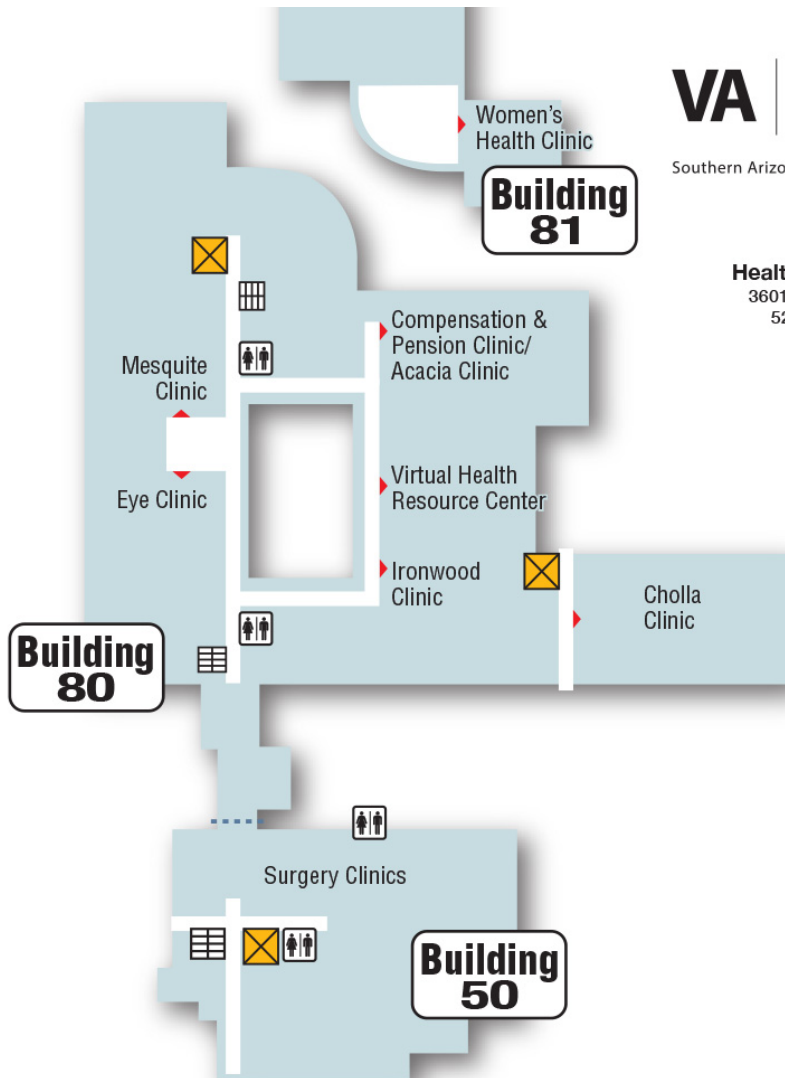 Women's
Health Clinic
VA
Southern Arizo
Building
81
Healt
3601
52
Compensation &
Pension Clinic/
Acacia Clinic
Mesquite
Clinic
Virtual Health
Resource Center
Eye Clinic
Ironwood
Clinic
Cholla
Clinic
Building
80
Surgery Clinics
Building
50